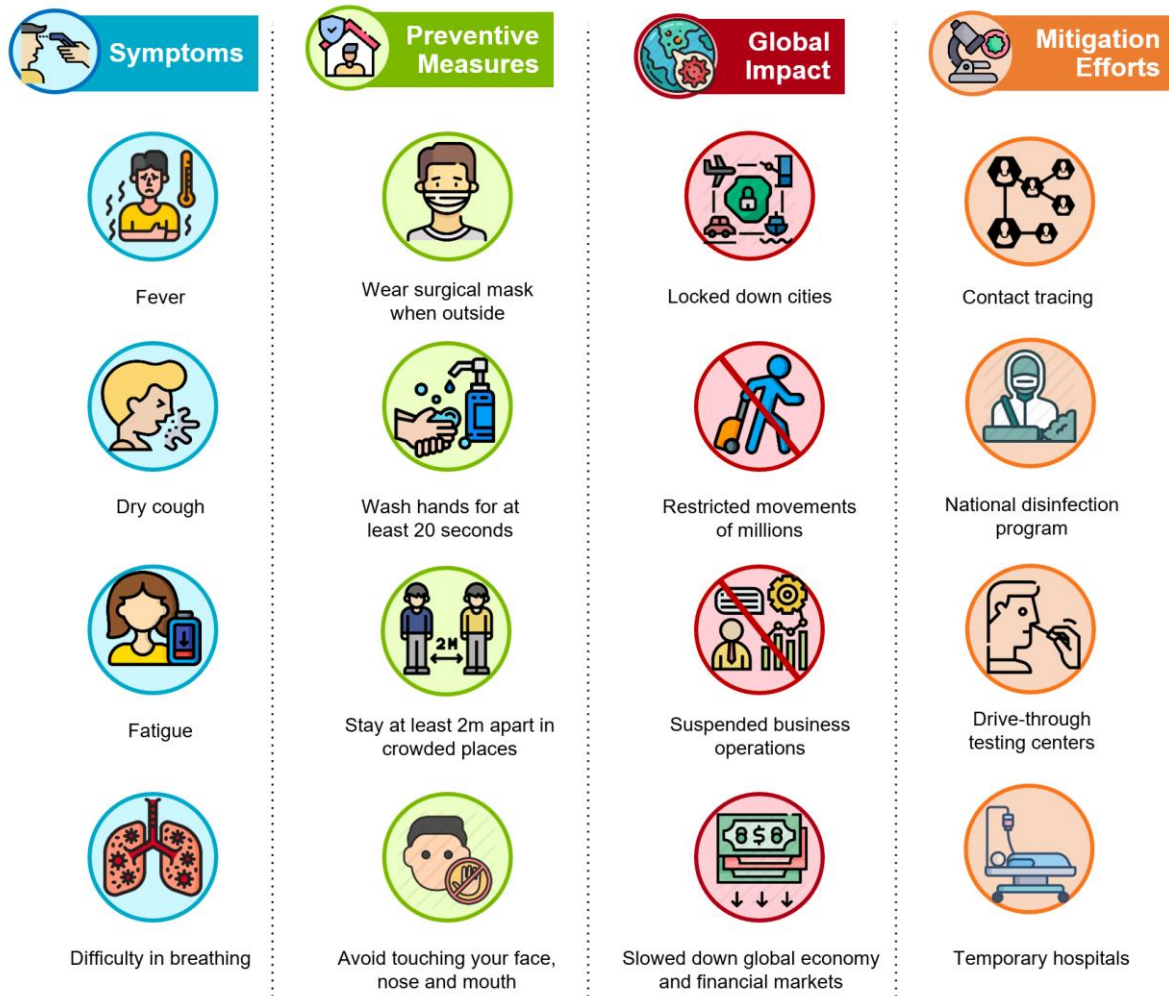 Symptoms
Fever
Dry cough
Fatigue
Difficulty in breathing
Preventive
Measures
Wear surgical mask
when outside
Wash hands for at
least 20 seconds
2M
Stay at least 2m apart in
crowded places
Avoid touching your face,
nose and mouth
Global
Impact
Locked down cities
Restricted movements
of millions
Suspended business
operations
8$8
Slowed down global economy
and financial markets
Mitigation
Efforts
Contact tracing
National disinfection
program
Drive-through
testing centers
Temporary hospitals